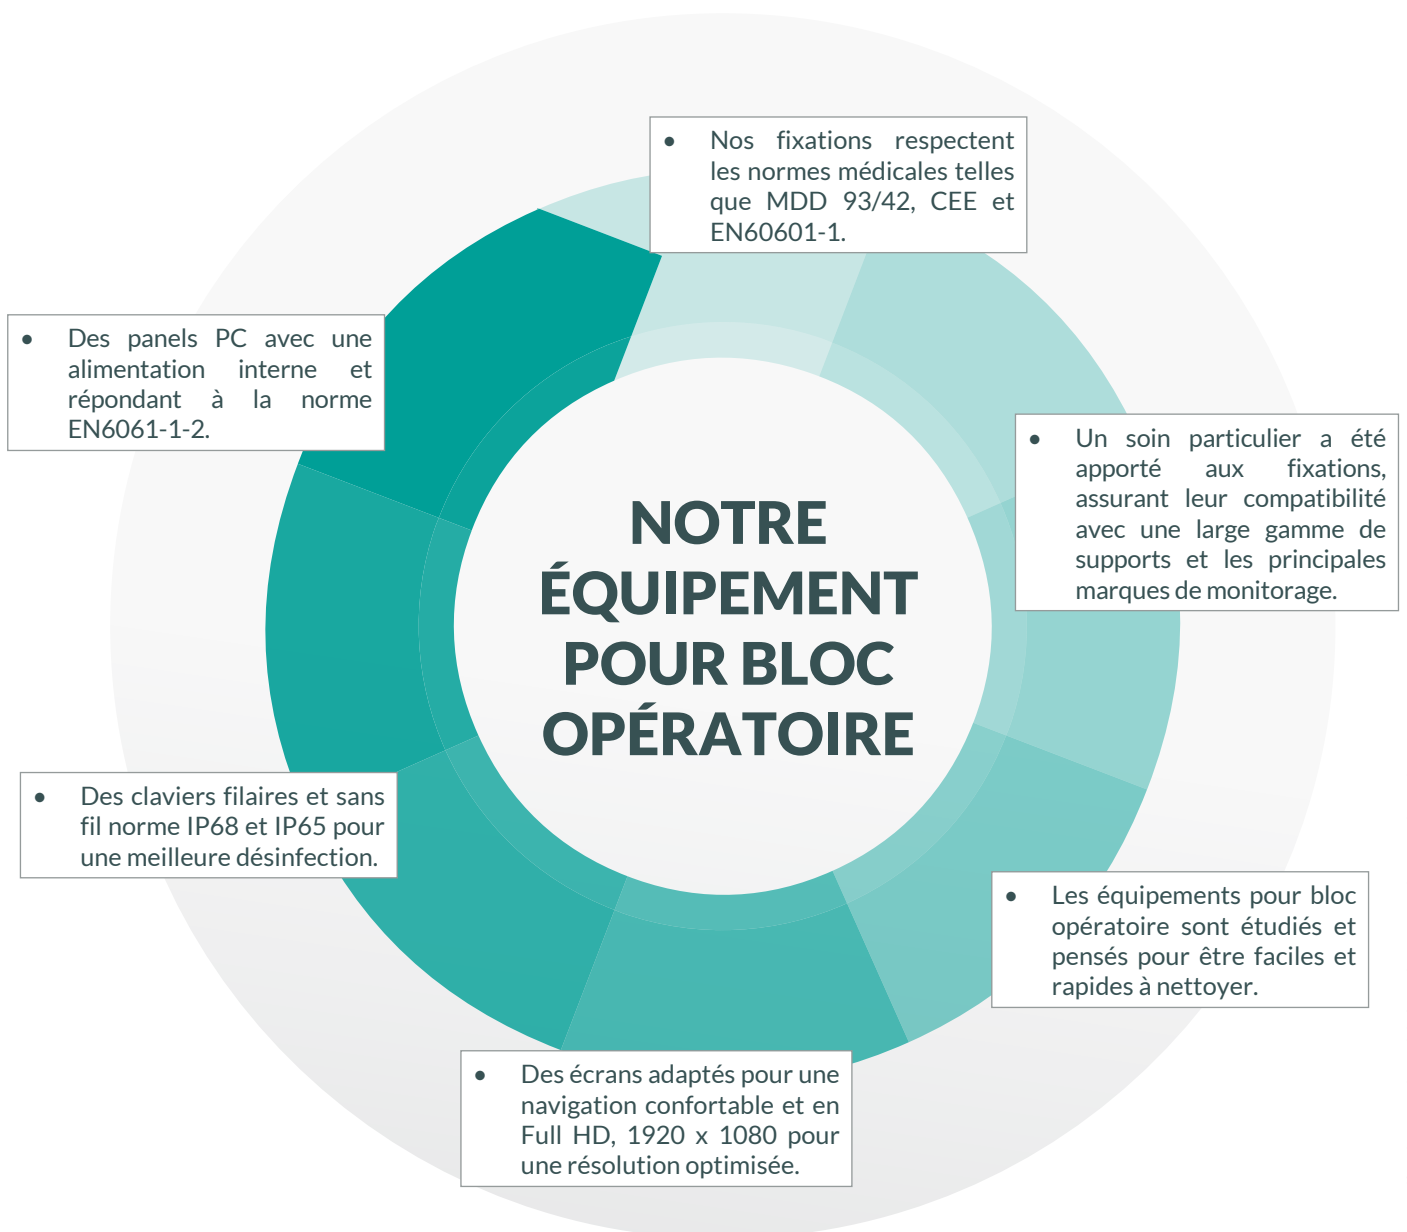 • Nos fixations respectent
les normes médicales telles
que MDD 93/42, CEE et
EN60601-1.
• Des panels PC avec une
alimentation interne et
répondant à la norme
EN6061-1-2.
• Un soin particulier a été
apporté aux fixations,
assurant leur compatibilité
avec une large gamme de
supports et les principales
marques de monitorage.
NOTRE
ÉQUIPEMENT
POUR BLOC
OPÉRATOIRE
• Des claviers filaires et sans
fil norme IP68 et IP65 pour
une meilleure désinfection.
• Les équipements pour bloc
opératoire sont étudiés et
pensés pour être faciles et
rapides à nettoyer.
• Des écrans adaptés pour une
navigation confortable et en
Full HD, 1920 x 1080 pour
une résolution optimisée.